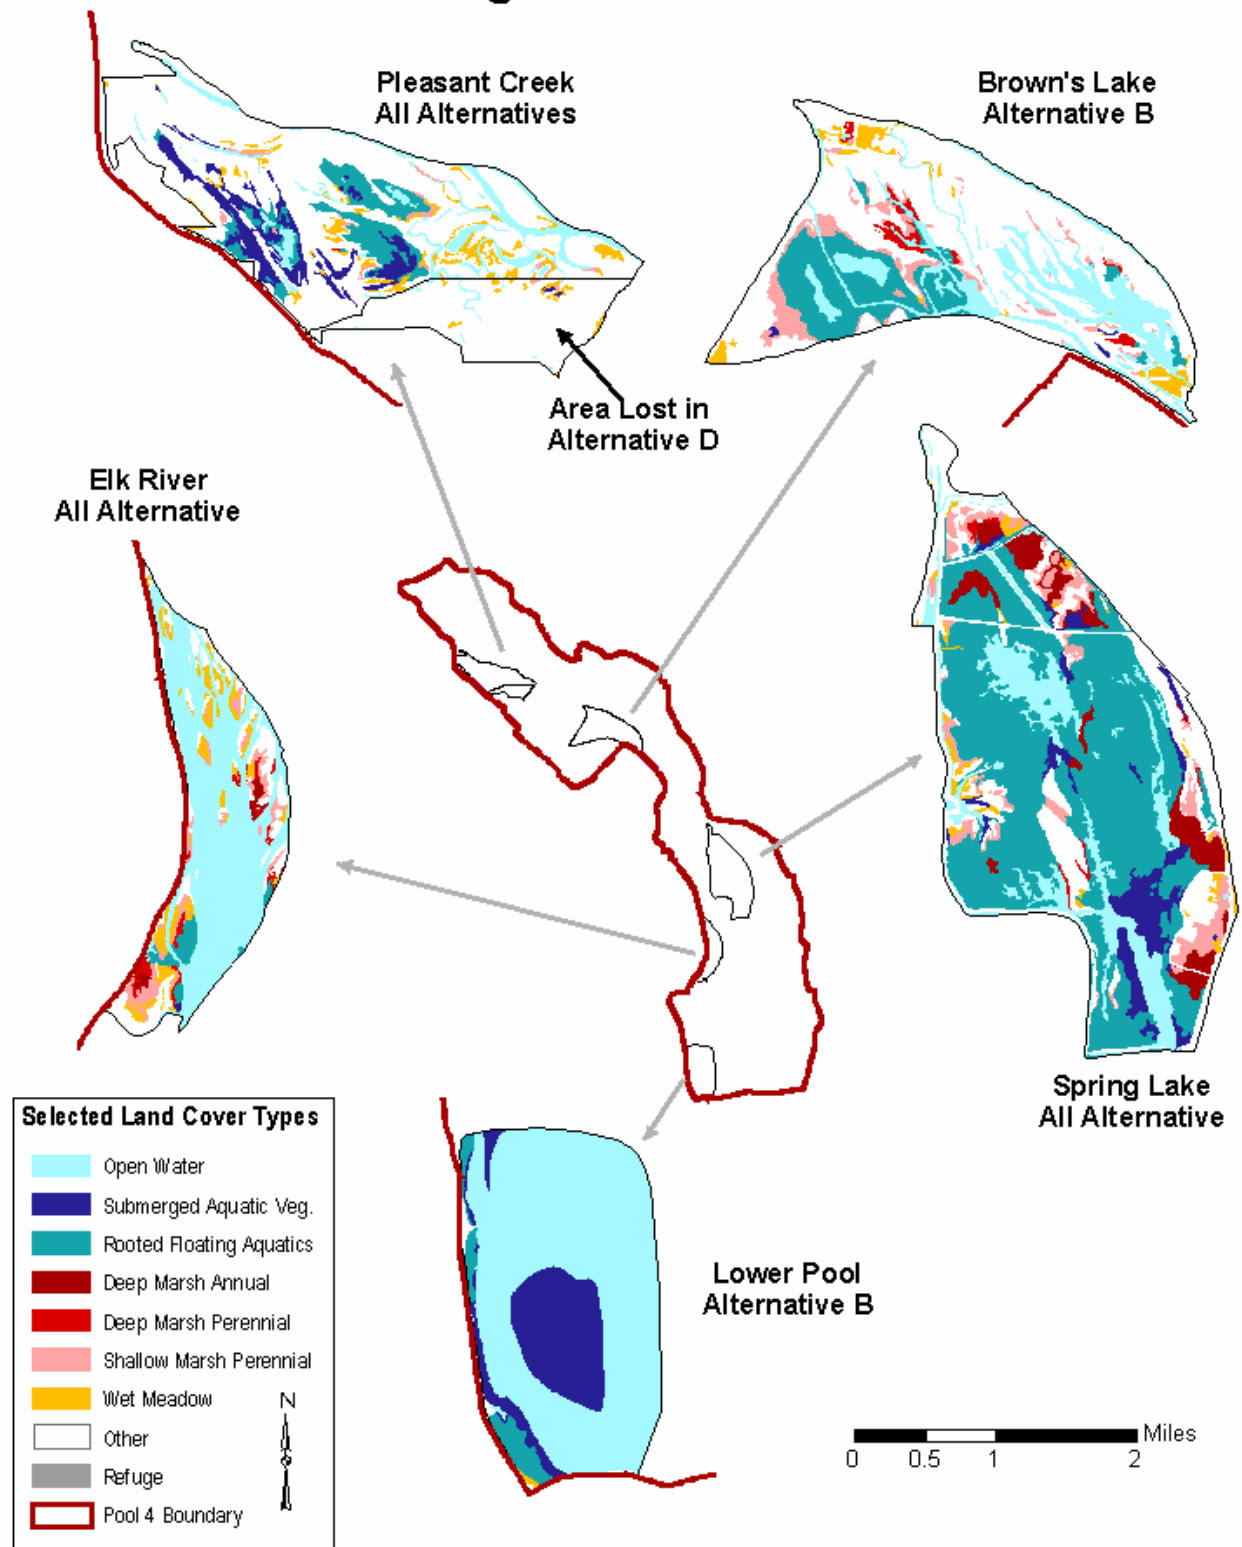 Pleasant Creek
All Alternatives
Brown's Lake
Alternative B
Area Lost in
Alternative D
Elk River
All Alternative
Spring Lake
All Alternative
Selected Land Cover Types
Open Water
Submerged Aquatic Veg.
Rooted Floating Aquatics
Deep Marsh Annual
Deep Marsh Perennial
Shallow Marsh Perennial
Wet Meadow
N
Other
Refuge
Pool 4 Boundary
Lower Pool
Alternative B
Miles
0 0.5 1 2